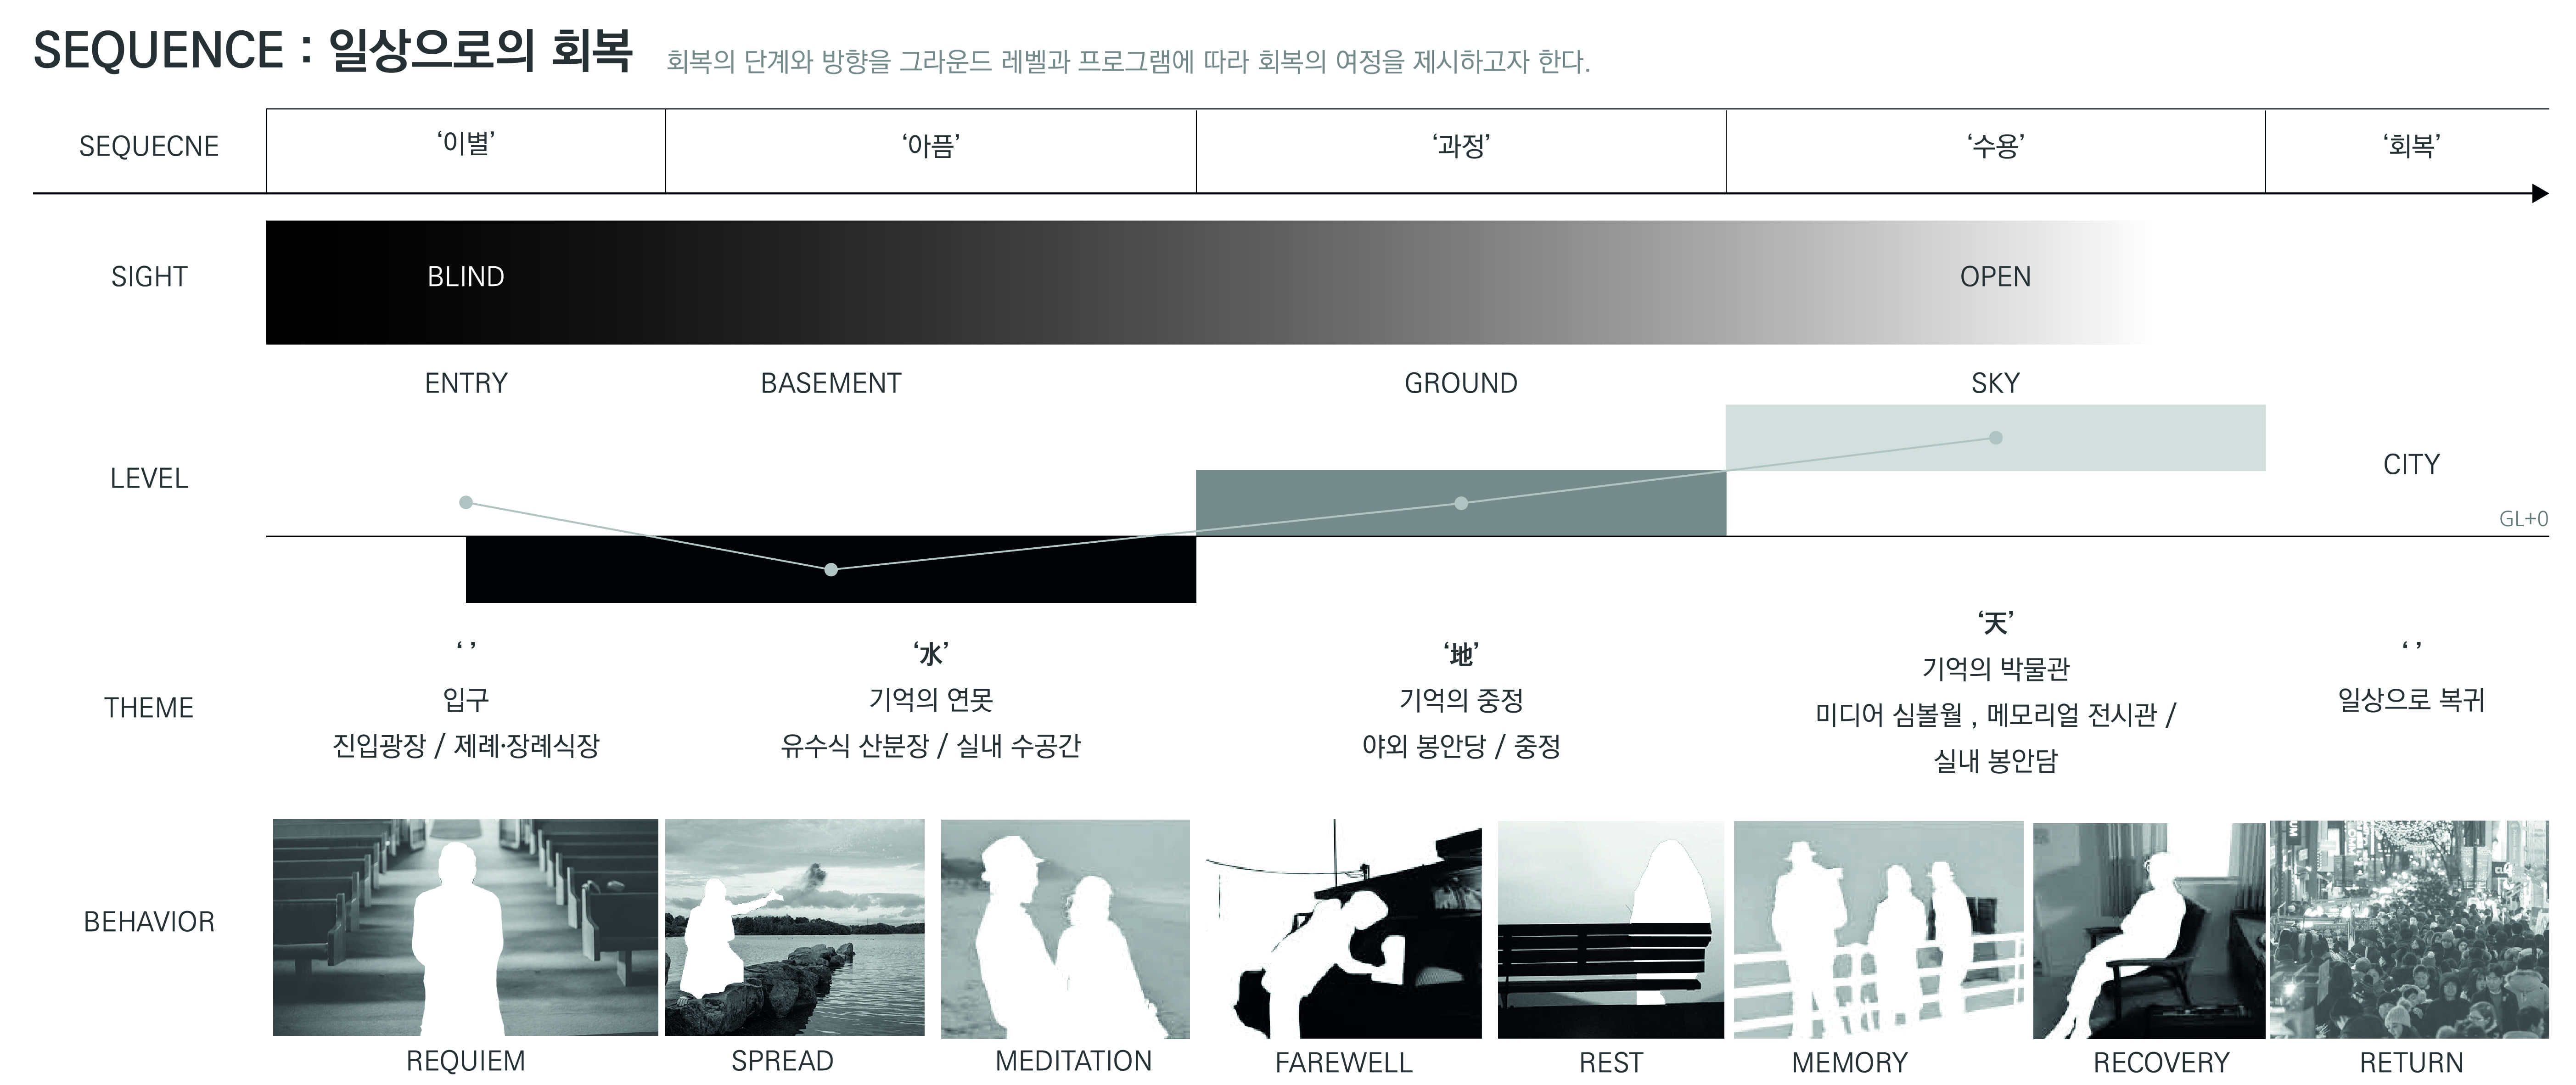 SEQUENCE : 일상으로의 회복
회복의 단계와 방향을 그라운드 레벨과 프로그램에 따라 회복의 여정을 제시하고자 한다.
SEQUECNE ‘이별’ ‘아픔’ ‘과정’ ‘수용’ ‘회복’
SIGHT BLIND OPEN
ENTRY BASEMENT GROUND SKY
LEVEL CITY
GL+0
THEME
‘ ’
입구
진입광장 / 제례·장례식장
‘水’
기억의 연못
유수식 산분장 / 실내 수공간
‘地’
기억의 중정
야외 봉안당 / 중정
‘天’
기억의 박물관
미디어 심볼월 , 메모리얼 전시관 /
실내 봉안담
‘ ’
일상으로 복귀
BEHAVIOR
REQUIEM SPREAD MEDITATION FAREWELL REST MEMORY RECOVERY RETURN